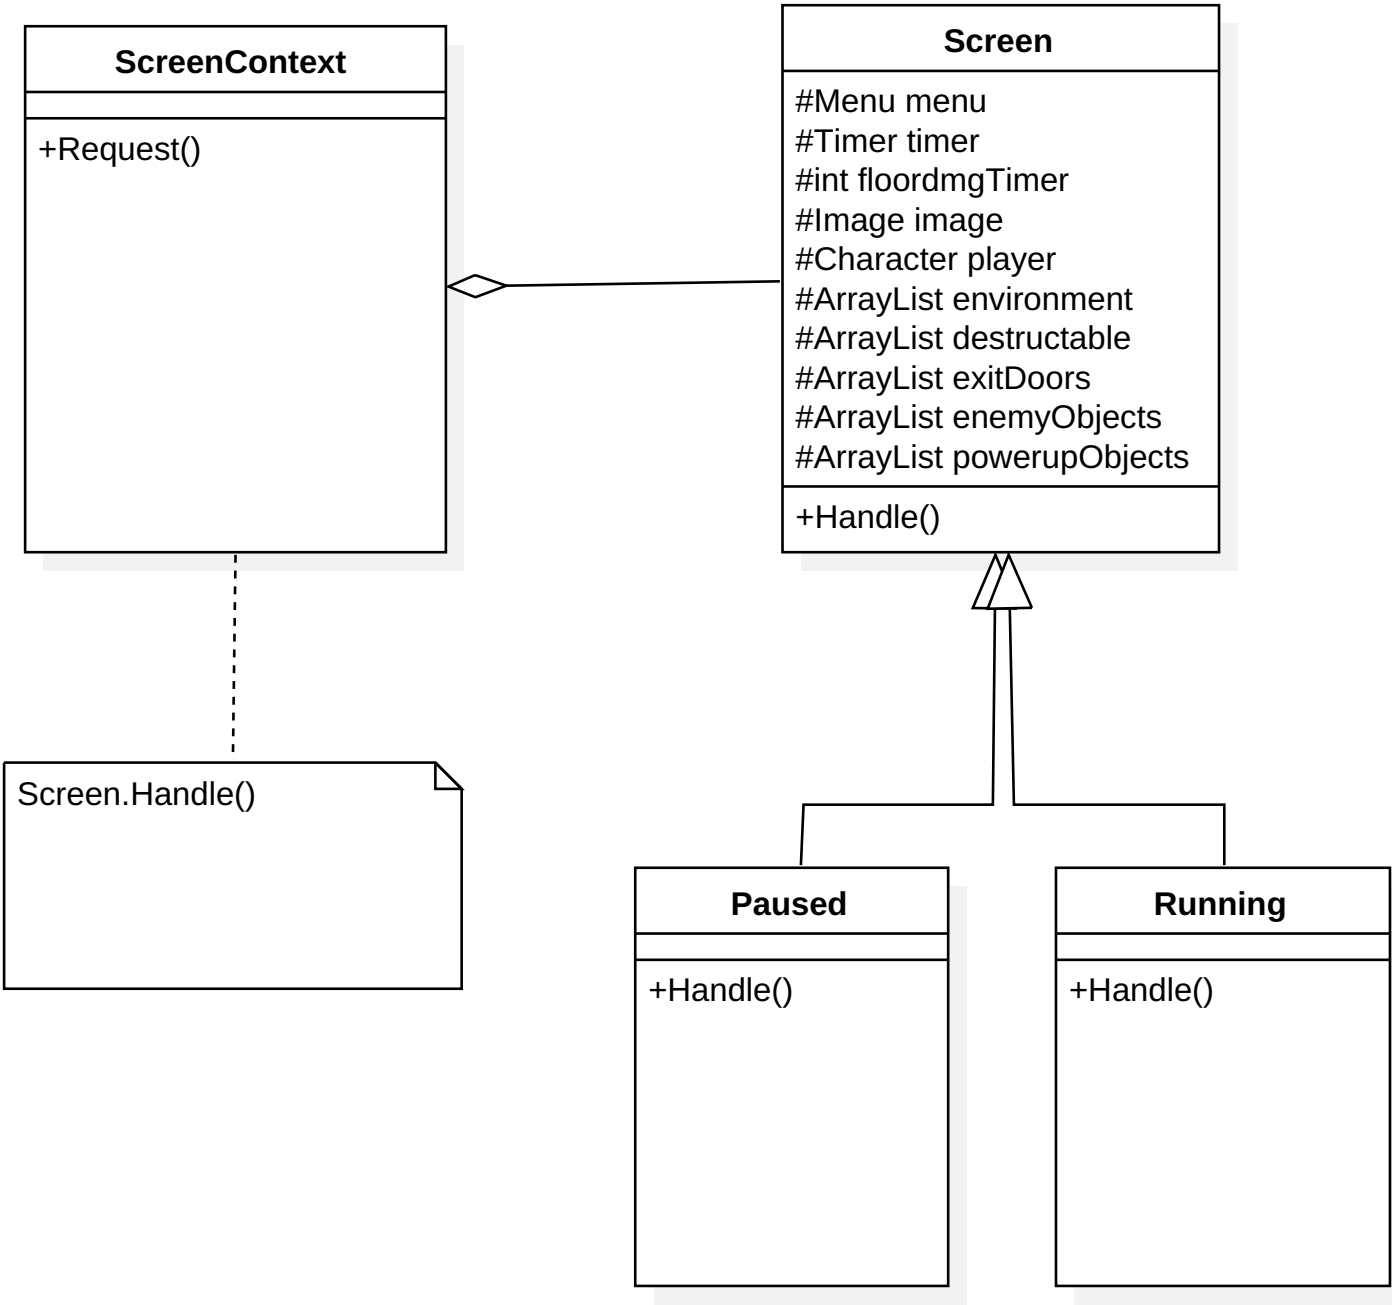 ScreenContext
+Request()
Screen
#Menu menu
#Timer timer
#int floordmgTimer
#Image image
#Character player
#ArrayList environment
#ArrayList destructable
#ArrayList exitDoors
#ArrayList enemyObjects
#ArrayList powerupObjects
+Handle()
Screen.Handle()
Paused
+Handle()
Running
+Handle()